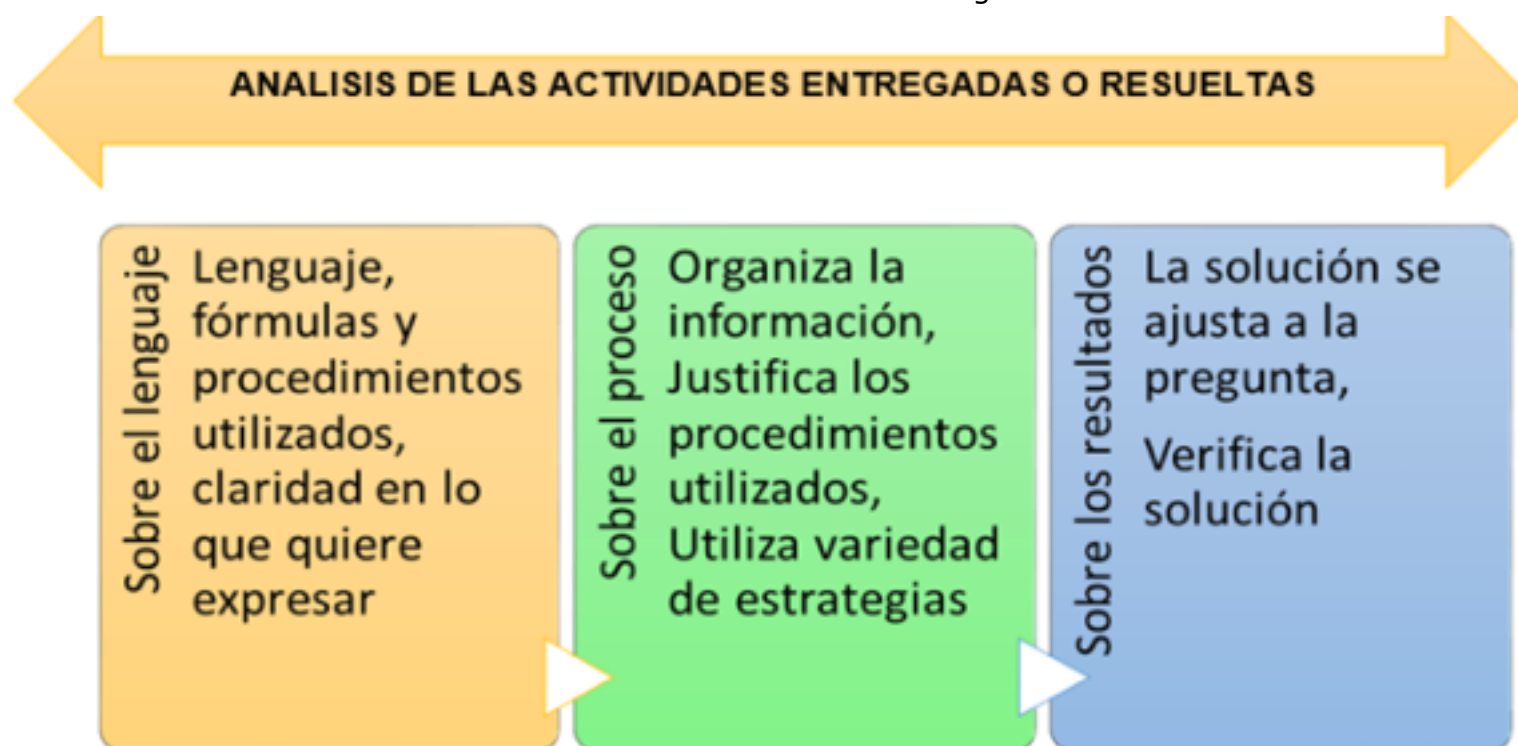 ANALISIS DE LAS ACTIVIDADES ENTREGADAS O RESUELTAS
Sobre el lenguaje
Lenguaje,
fórmulas y
procedimientos
utilizados,
claridad en lo
que quiere
expresar
Sobre el proceso
Organiza la
información,
Justifica los
procedimientos
utilizados,
Utiliza variedad
de estrategias
Sobre los resultados
La solución se
ajusta a la
pregunta,
Verifica la
solución